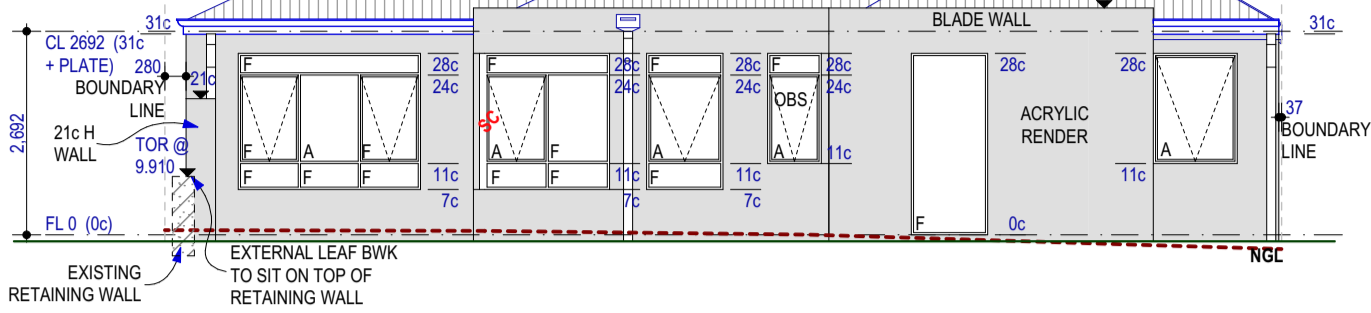 31c
BLADE WALL
31c
CL 2692 (31c
+ PLATE)
280
BOUNDARY
LINE
21c
F
28c
24c
F
28c
24c
F
28c
24c
F
28c
24c
28c
28c
OBS
SC
ACRYLIC
RENDER
37
BOUNDARY
LINE
2,692
21c H
WALL
TOR @
9.910
F
A
F
A
F
A
A
11c
A
F
F
F
11c
7c
F
F
11c
7c
F
11c
7c
11c
FL 0 (0c)
F
0c
NGL
EXISTING
RETAINING WALL
EXTERNAL LEAF BWK
TO SIT ON TOP OF
RETAINING WALL